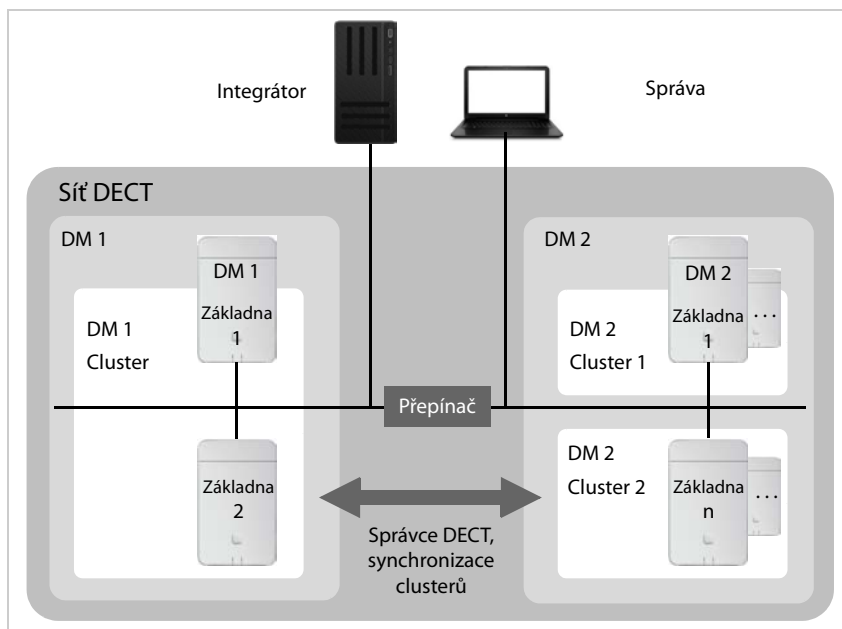 Integrátor
Správa
Síť DECT
DM 1
DM 1
Základna
1
DM 1
Cluster
Základna
2
Přepínač
Správce DECT,
synchronizace
clusterů
DM 2
DM 2
Základna
1
...
DM 2
Cluster 1
DM 2
Cluster 2
Základna
n
...